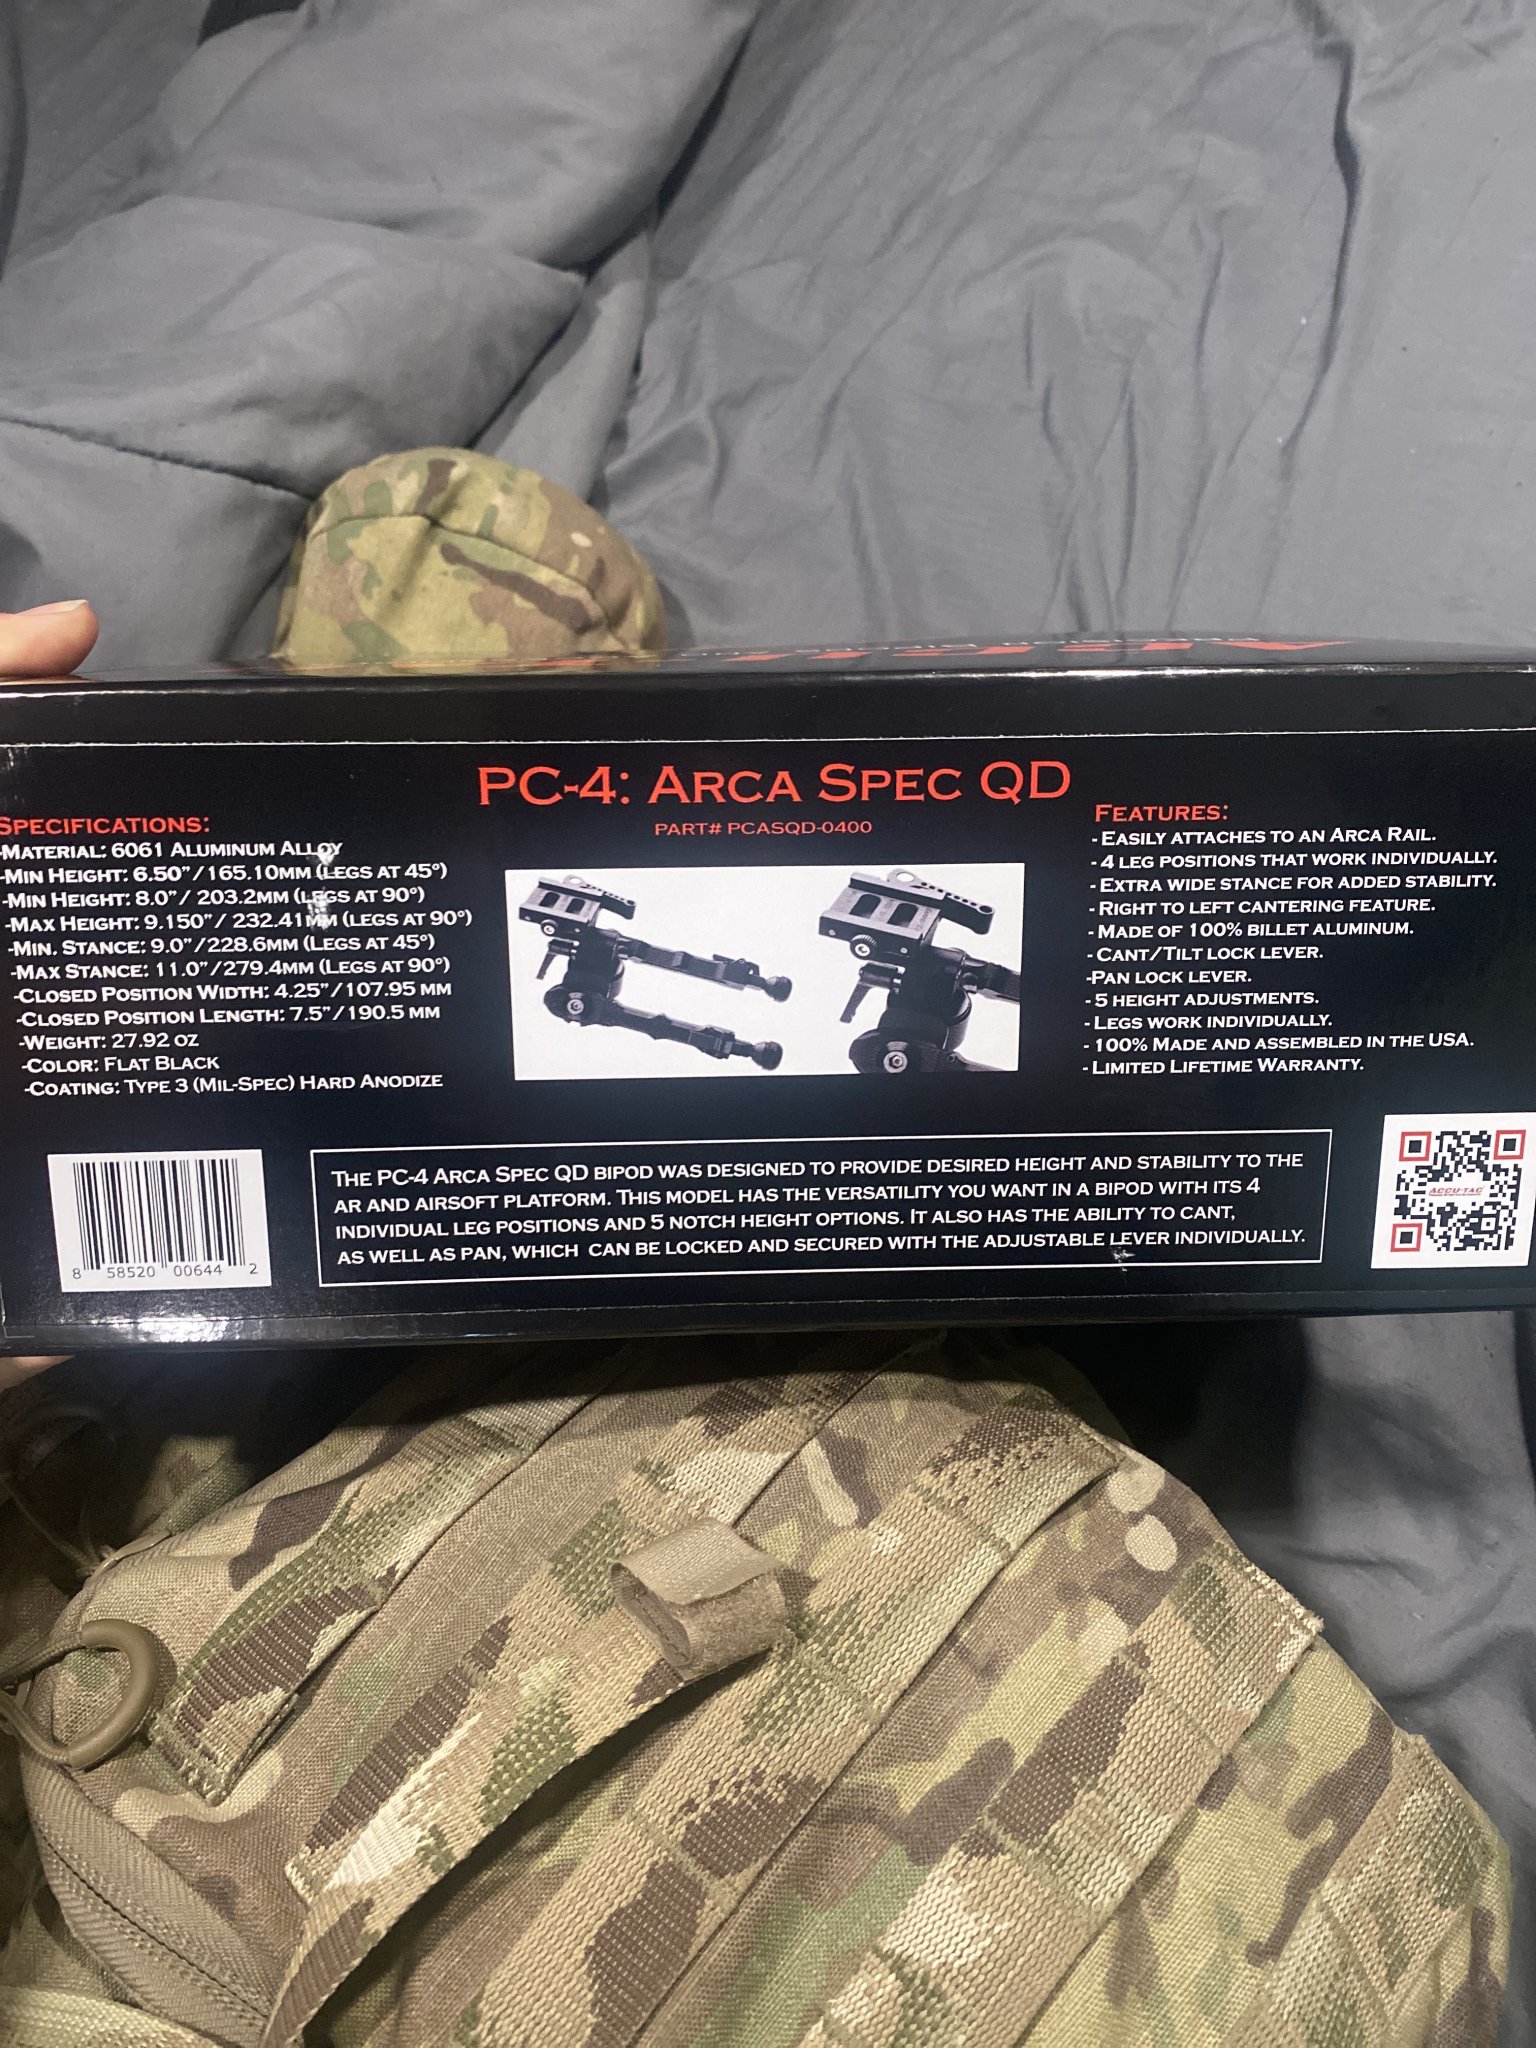 PC-4: ARCA SPEC QD
PART# PCASQD-0400
SPECIFICATIONS:
-MATERIAL: 6061 ALUMINUM ALLOY
-MIN HEIGHT: 6.50"/165.10MM (LEGS AT 45°)
-MIN HEIGHT: 8.0"/ 203.2MM (LEGS AT 90°)
-MAX HEIGHT: 9.150"/ 232.41MM (LEGS AT 90°)
-MIN. STANCE: 9.0"/228.6MM (LEGS AT 45°)
-MAX STANCE: 11.0"/279.4MM (LEGS AT 90°)
-CLOSED POSITION WIDTH: 4.25"/107.95 MM
-CLOSED POSITION LENGTH: 7.5"/190.5 MM
-WEIGHT: 27.92 OZ
-COLOR: FLAT BLACK
-COATING: TYPE 3 (MIL-SPEC) HARD ANODIZE
FEATURES:
- EASILY ATTACHES TO AN ARCA RAIL.
- 4 LEG POSITIONS THAT WORK INDIVIDUALLY.
- EXTRA WIDE STANCE FOR ADDED STABILITY.
- RIGHT TO LEFT CANTERING FEATURE.
- MADE OF 100% BILLET ALUMINUM.
- CANT/TILT LOCK LEVER.
-PAN LOCK LEVER.
- 5 HEIGHT ADJUSTMENTS.
- LEGS WORK INDIVIDUALLY.
- 100% MADE AND ASSEMBLED IN THE USA.
- LIMITED LIFETIME WARRANTY.
8 58520 00644 2
THE PC-4 ARCA SPEC QD BIPOD WAS DESIGNED TO PROVIDE DESIRED HEIGHT AND STABILITY TO THE
AR AND AIRSOFT PLATFORM. THIS MODEL HAS THE VERSATILITY YOU WANT IN A BIPOD WITH ITS 4
INDIVIDUAL LEG POSITIONS AND 5 NOTCH HEIGHT OPTIONS. IT ALSO HAS THE ABILITY TO CANT,
AS WELL AS PAN, WHICH CAN BE LOCKED AND SECURED WITH THE ADJUSTABLE LEVER INDIVIDUALLY.
ACCU-TAC